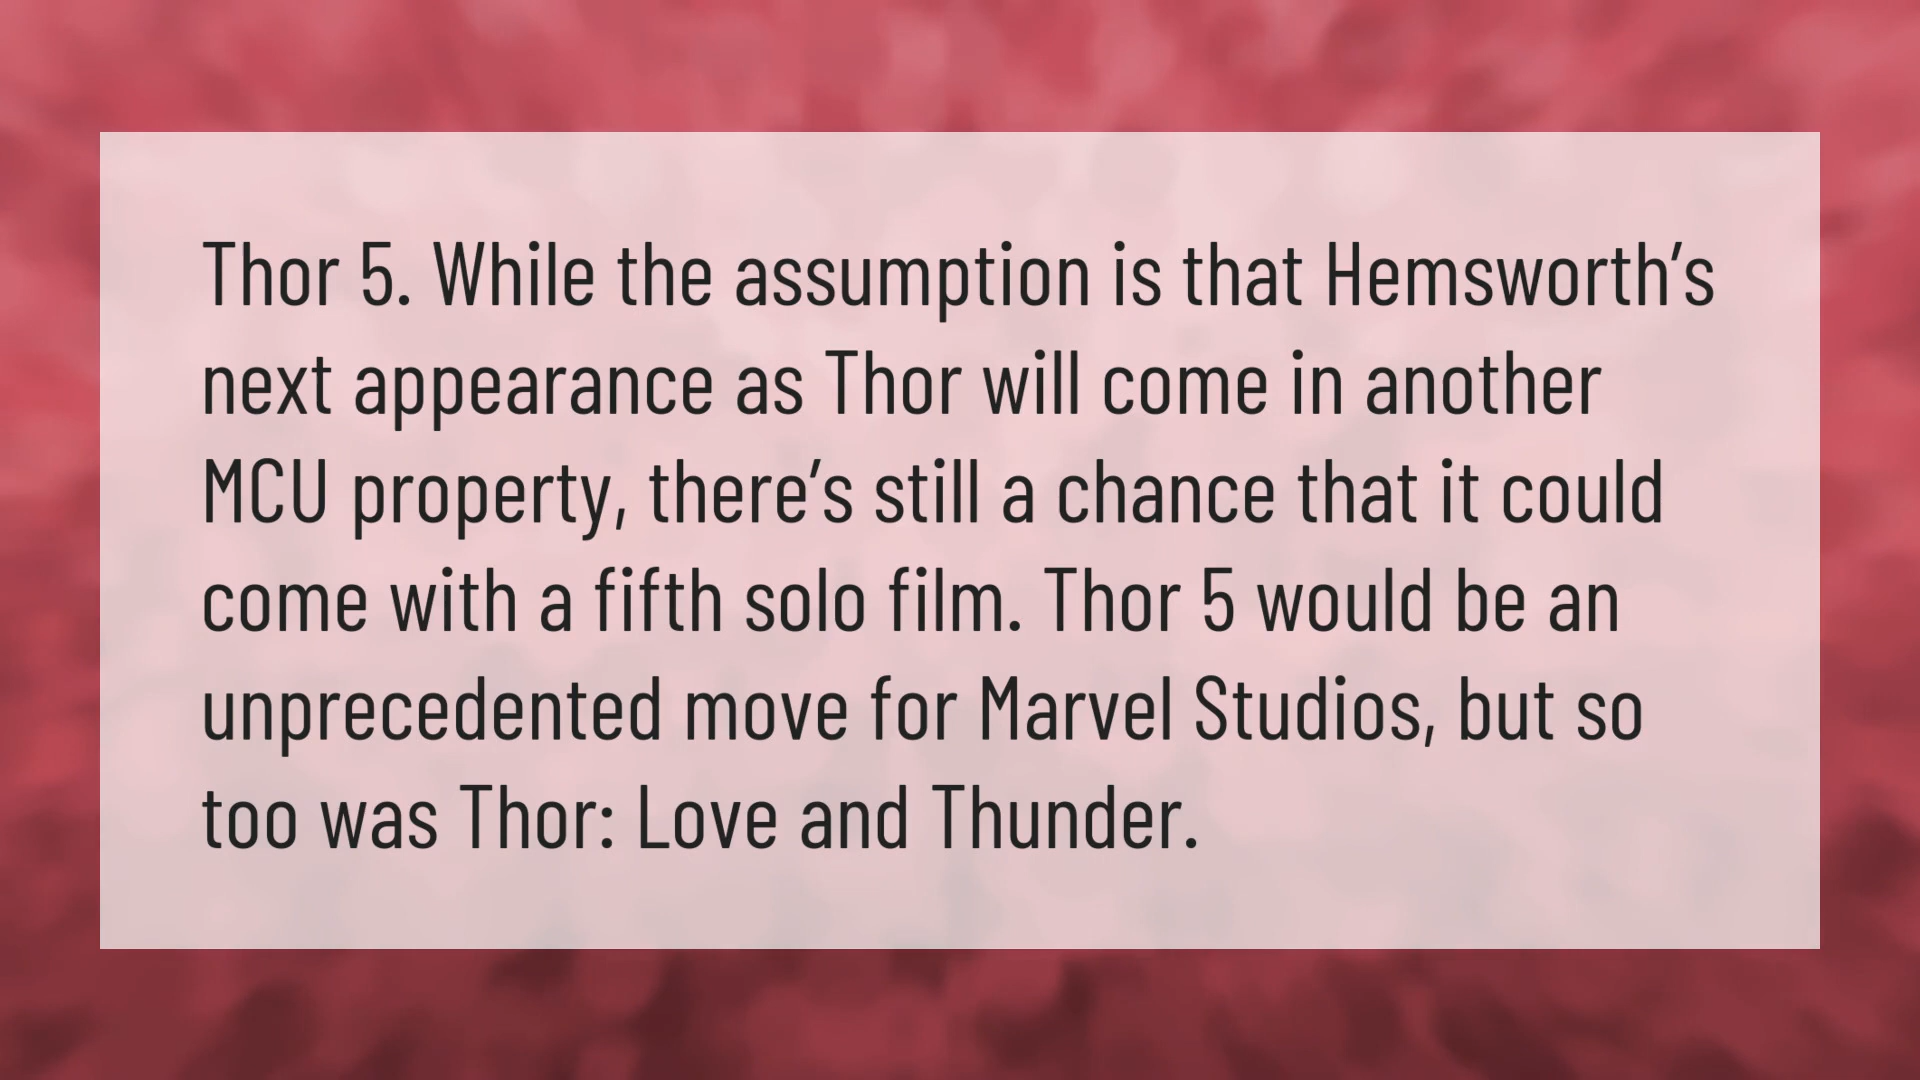 Thor 5. While the assumption is that Hemsworth’s
next appearance as Thor will come in another
MCU property, there’s still a chance that it could
come with a fifth solo film. Thor 5 would be an
unprecedented move for Marvel Studios, but so
too was Thor: Love and Thunder.